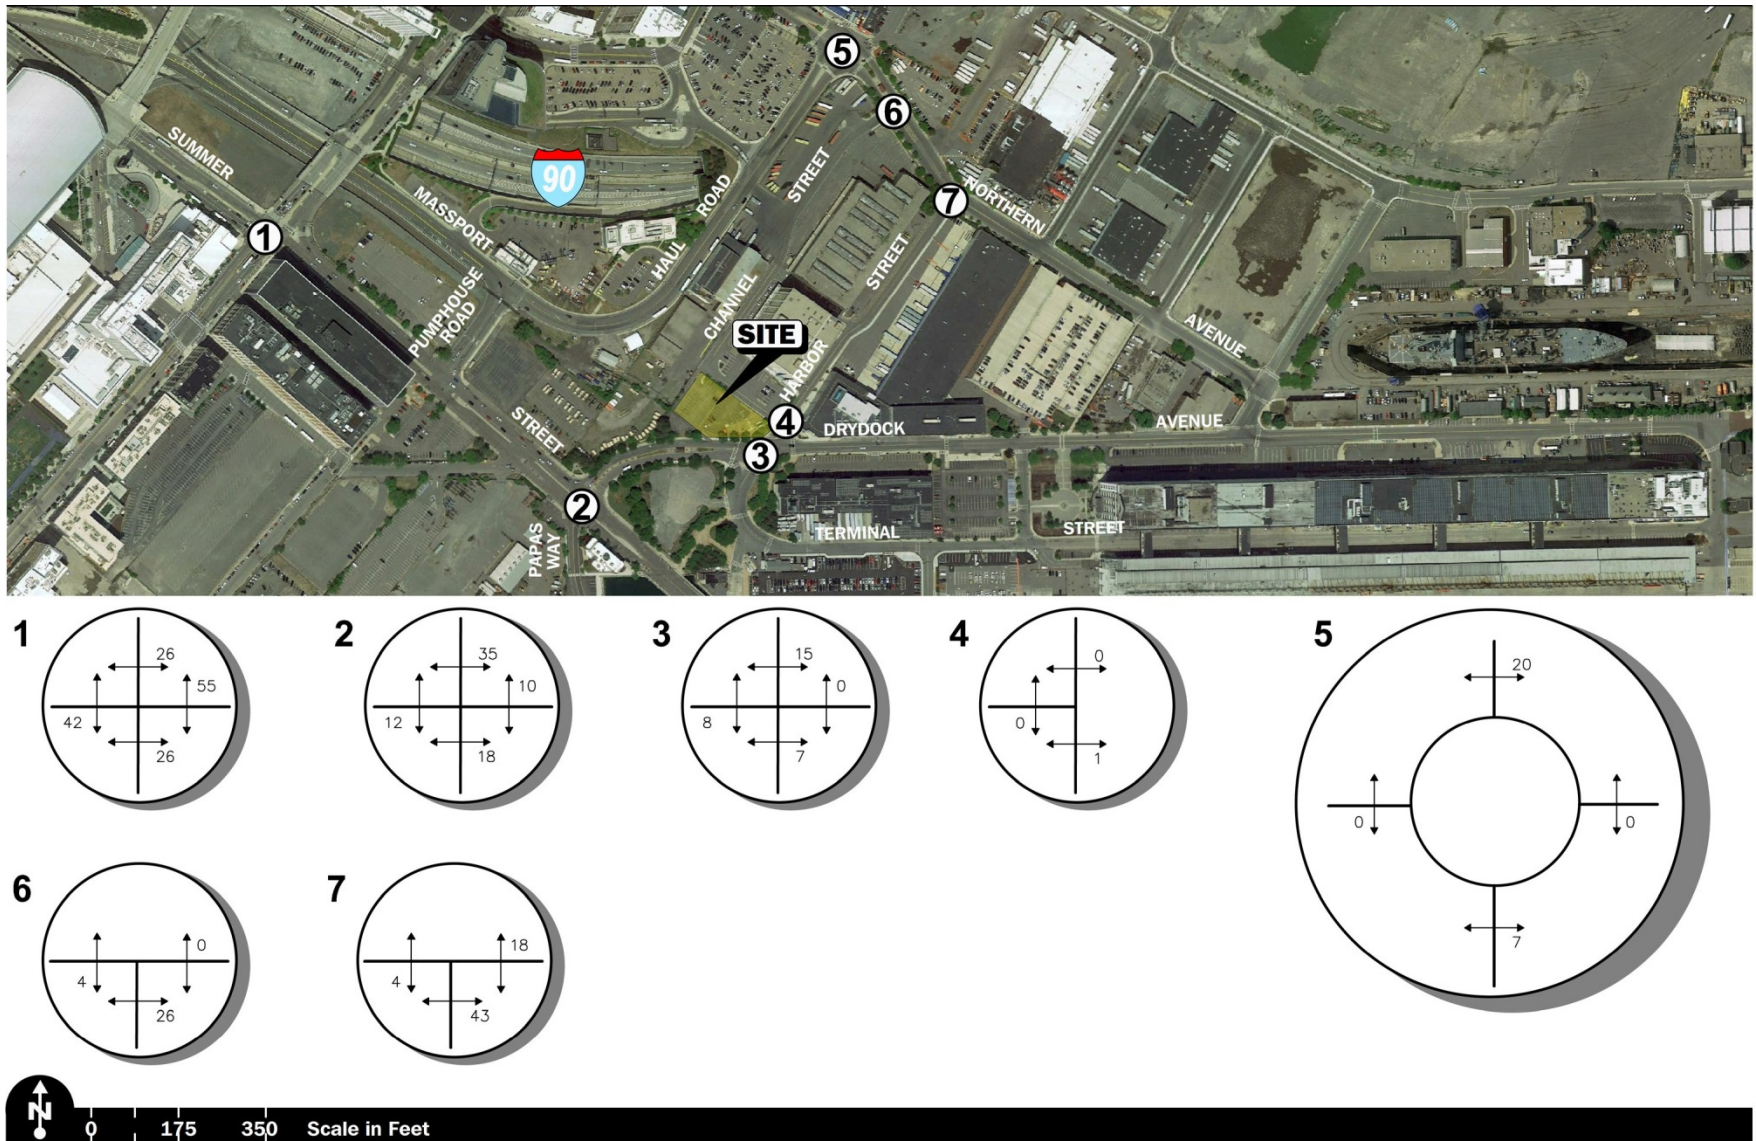 5
6
90
SUMMER
MASSPORT
HAUL ROAD
STREET
7
NORTHERN
1
PUMPHOUSE
ROAD
CHANNEL
STREET
SITE
HARBOR
AVENUE
STREET
4
DRYDOCK
AVENUE
3
2
PAPAS
WAY
TERMINAL
STREET
1
26
55
42
26
2
35
10
12
18
3
15
0
8
7
4
0
0
1
5
20
0
0
7
6
0
4
26
7
18
4
43
N
0 175 350 Scale in Feet